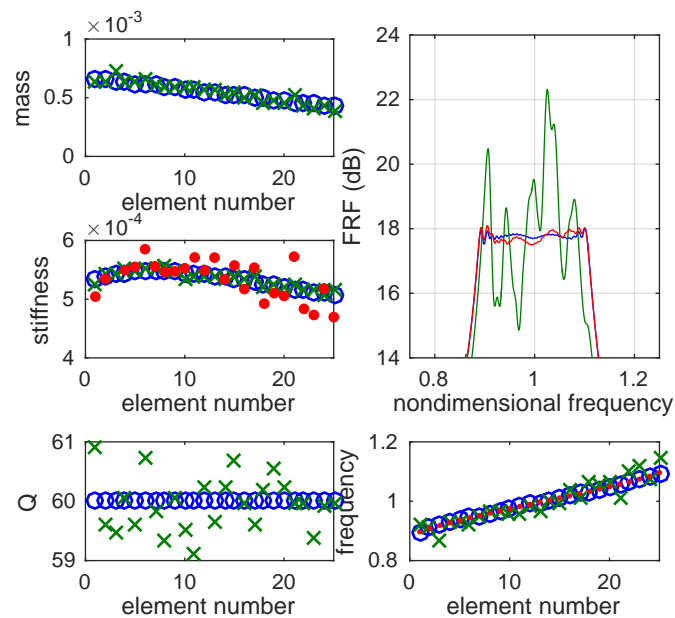 × 10⁻³
1
0.5
0
mass
0 10 20
element number
× 10⁻⁴
6
5
4
stiffness
0 10 20
element number
61
60
59
Q
0 10 20
element number
24
22
20
18
16
14
FRF (dB)
0.8 1 1.2
nondimensional frequency
1.2
1.0
0.8
frequency
0 10 20
element number